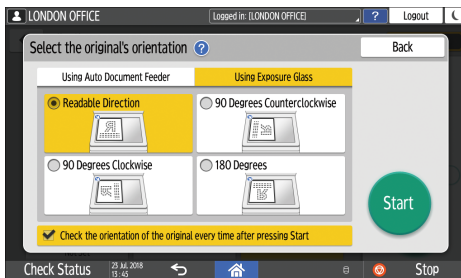 LONDON OFFICE
Logged in: [LONDON OFFICE]
? Logout
Select the original's orientation ?
Back
Using Auto Document Feeder
Using Exposure Glass
Readable Direction
90 Degrees Counterclockwise
90 Degrees Clockwise
180 Degrees
Start
Check the orientation of the original every time after pressing Start
Check Status
23 Jul. 2018
13:45
Stop